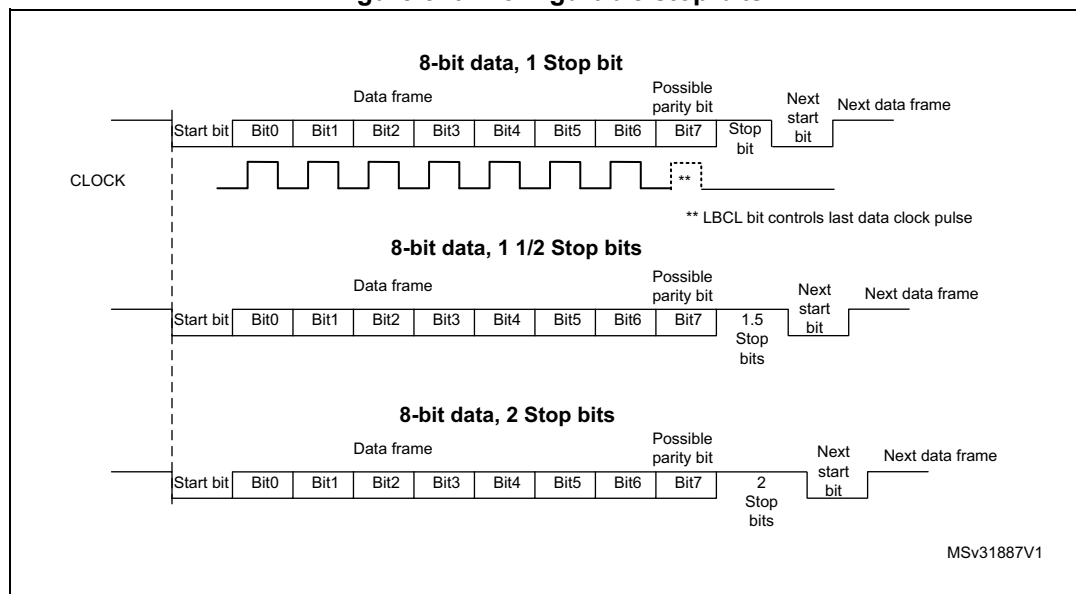 8-bit data, 1 Stop bit
Data frame
Possible
parity bit
Next
start
bit
Next data frame
Start bit Bit0 Bit1 Bit2 Bit3 Bit4 Bit5 Bit6 Bit7 Stop
bit
CLOCK
**
** LBCL bit controls last data clock pulse
8-bit data, 1 1/2 Stop bits
Data frame
Possible
parity bit
Next
start
bit
Next data frame
Start bit Bit0 Bit1 Bit2 Bit3 Bit4 Bit5 Bit6 Bit7 1.5
Stop
bits
8-bit data, 2 Stop bits
Data frame
Possible
parity bit
Next
start
bit
Next data frame
Start bit Bit0 Bit1 Bit2 Bit3 Bit4 Bit5 Bit6 Bit7 2
Stop
bits
MSv31887V1